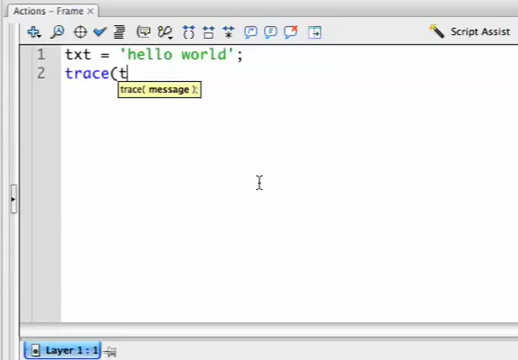 Actions - Frame
Script Assist
1 txt = 'hello world';
2 trace(t
trace( message );
Layer 1 : 1